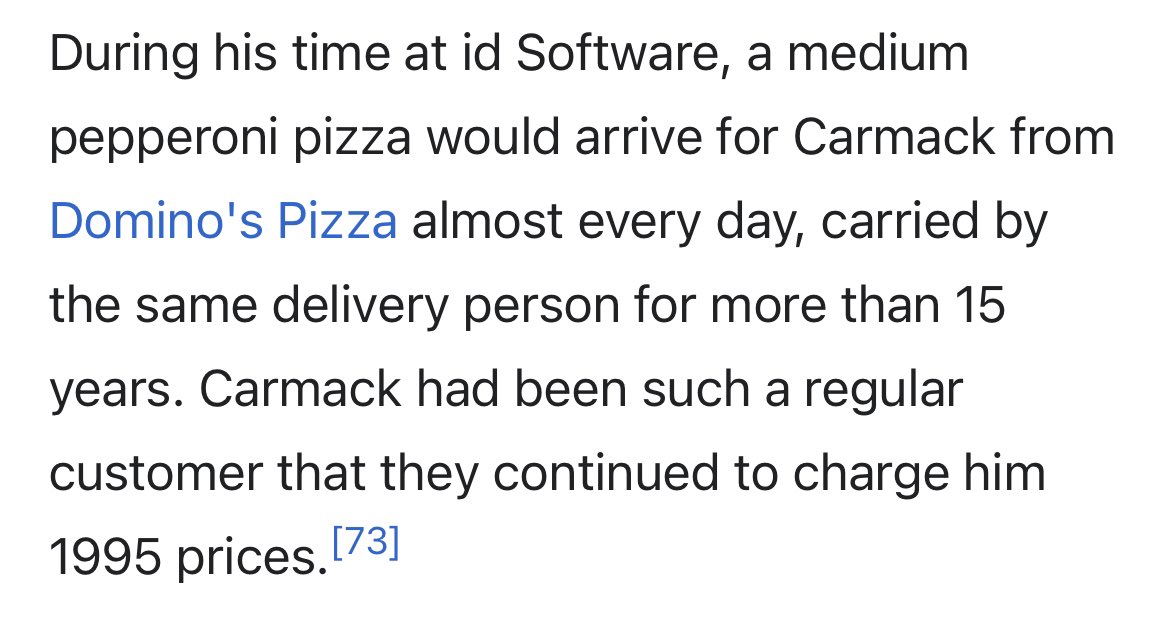 During his time at id Software, a medium
pepperoni pizza would arrive for Carmack from
Domino's Pizza almost every day, carried by
the same delivery person for more than 15
years. Carmack had been such a regular
customer that they continued to charge him
1995 prices.[73]